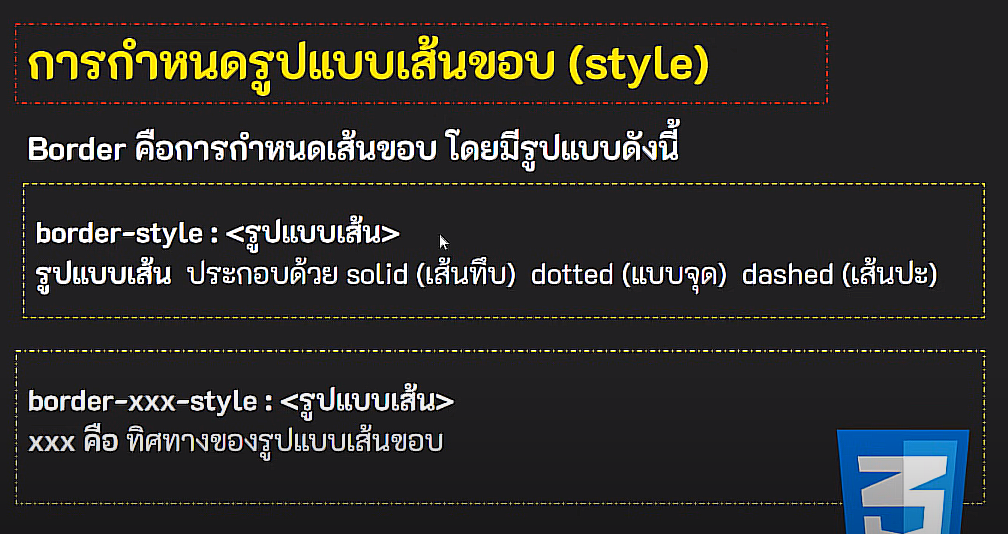 การกำหนดรูปแบบเส้นขอบ (style)
Border คือการกำหนดเส้นขอบ โดยมีรูปแบบดังนี้
border-style : <รูปแบบเส้น>
รูปแบบเส้น ประกอบด้วย solid (เส้นทึบ) dotted (แบบจุด) dashed (เส้นปะ)
border-xxx-style : <รูปแบบเส้น>
xxx คือ ทิศทางของรูปแบบเส้นขอบ
3